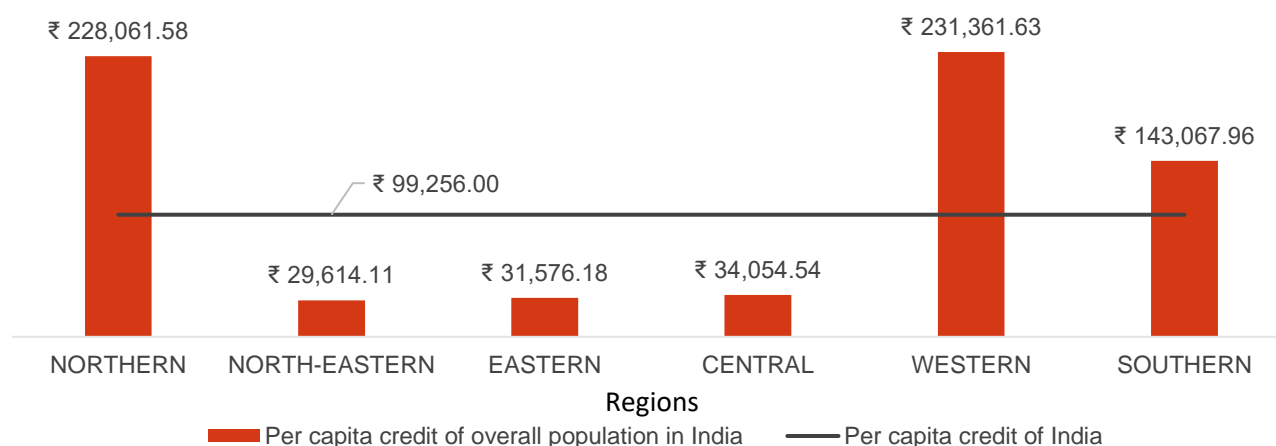 ₹ 228,061.58
₹ 231,361.63
₹ 143,067.96
₹ 99,256.00
₹ 29,614.11
₹ 31,576.18
₹ 34,054.54
NORTHERN NORTH-EASTERN EASTERN CENTRAL WESTERN SOUTHERN
Regions
Per capita credit of overall population in India Per capita credit of India